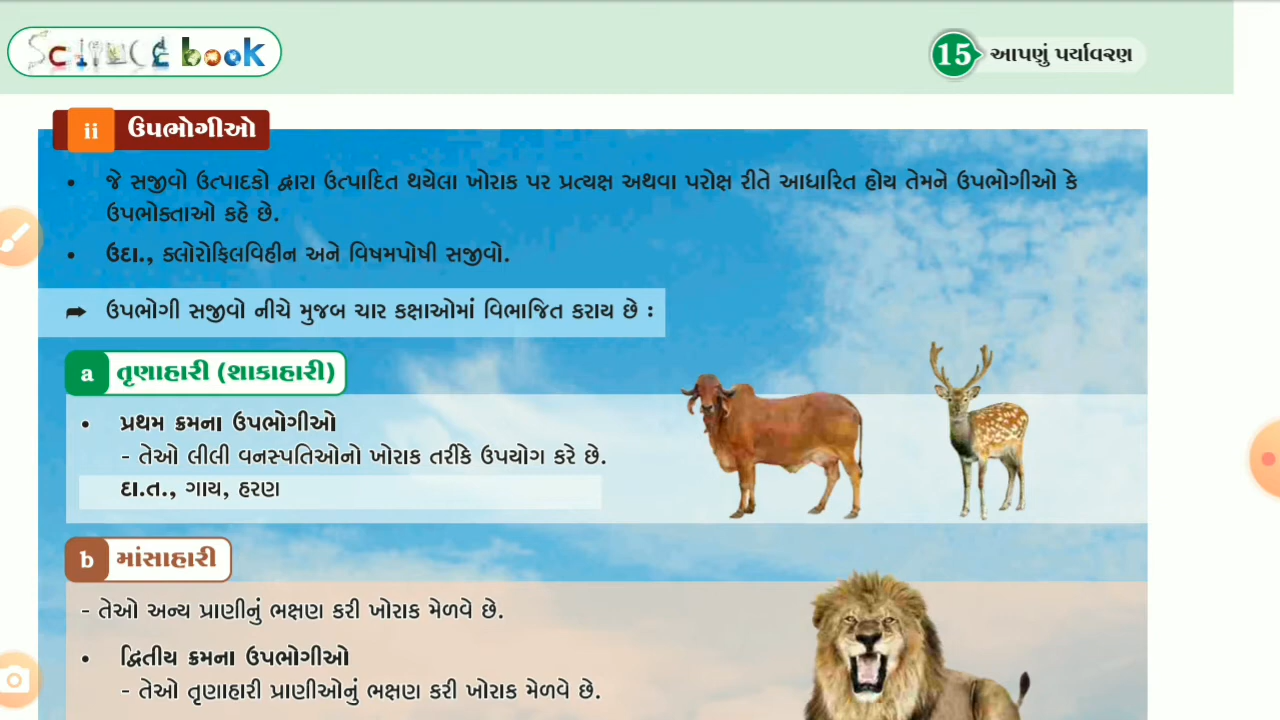 Science book
15 આપણું પર્યાવરણ
ii ઉપભોગીઓ
• જે સજીવો ઉત્પાદકો દ્વારા ઉત્પાદિત થયેલા ખોરાક પર પ્રત્યક્ષ અથવા પરોક્ષ રીતે આધારિત હોય તેમને ઉપભોગીઓ કે
ઉપભોક્તાઓ કહે છે.
• ઉદા., ક્લોરોફિલવિહીન અને વિષમપોષી સજીવો.
➡ ઉપભોગી સજીવો નીચે મુજબ ચાર કક્ષાઓમાં વિભાજિત કરાય છે :
a તૃણાહારી (શાકાહારી)
• પ્રથમ ક્રમના ઉપભોગીઓ
- તેઓ લીલી વનસ્પતિઓનો ખોરાક તરીકે ઉપયોગ કરે છે.
દા.ત., ગાય, હરણ
b માંસાહારી
- તેઓ અન્ય પ્રાણીનું ભક્ષણ કરી ખોરાક મેળવે છે.
• દ્વિતીય ક્રમના ઉપભોગીઓ
- તેઓ તૃણાહારી પ્રાણીઓનું ભક્ષણ કરી ખોરાક મેળવે છે.